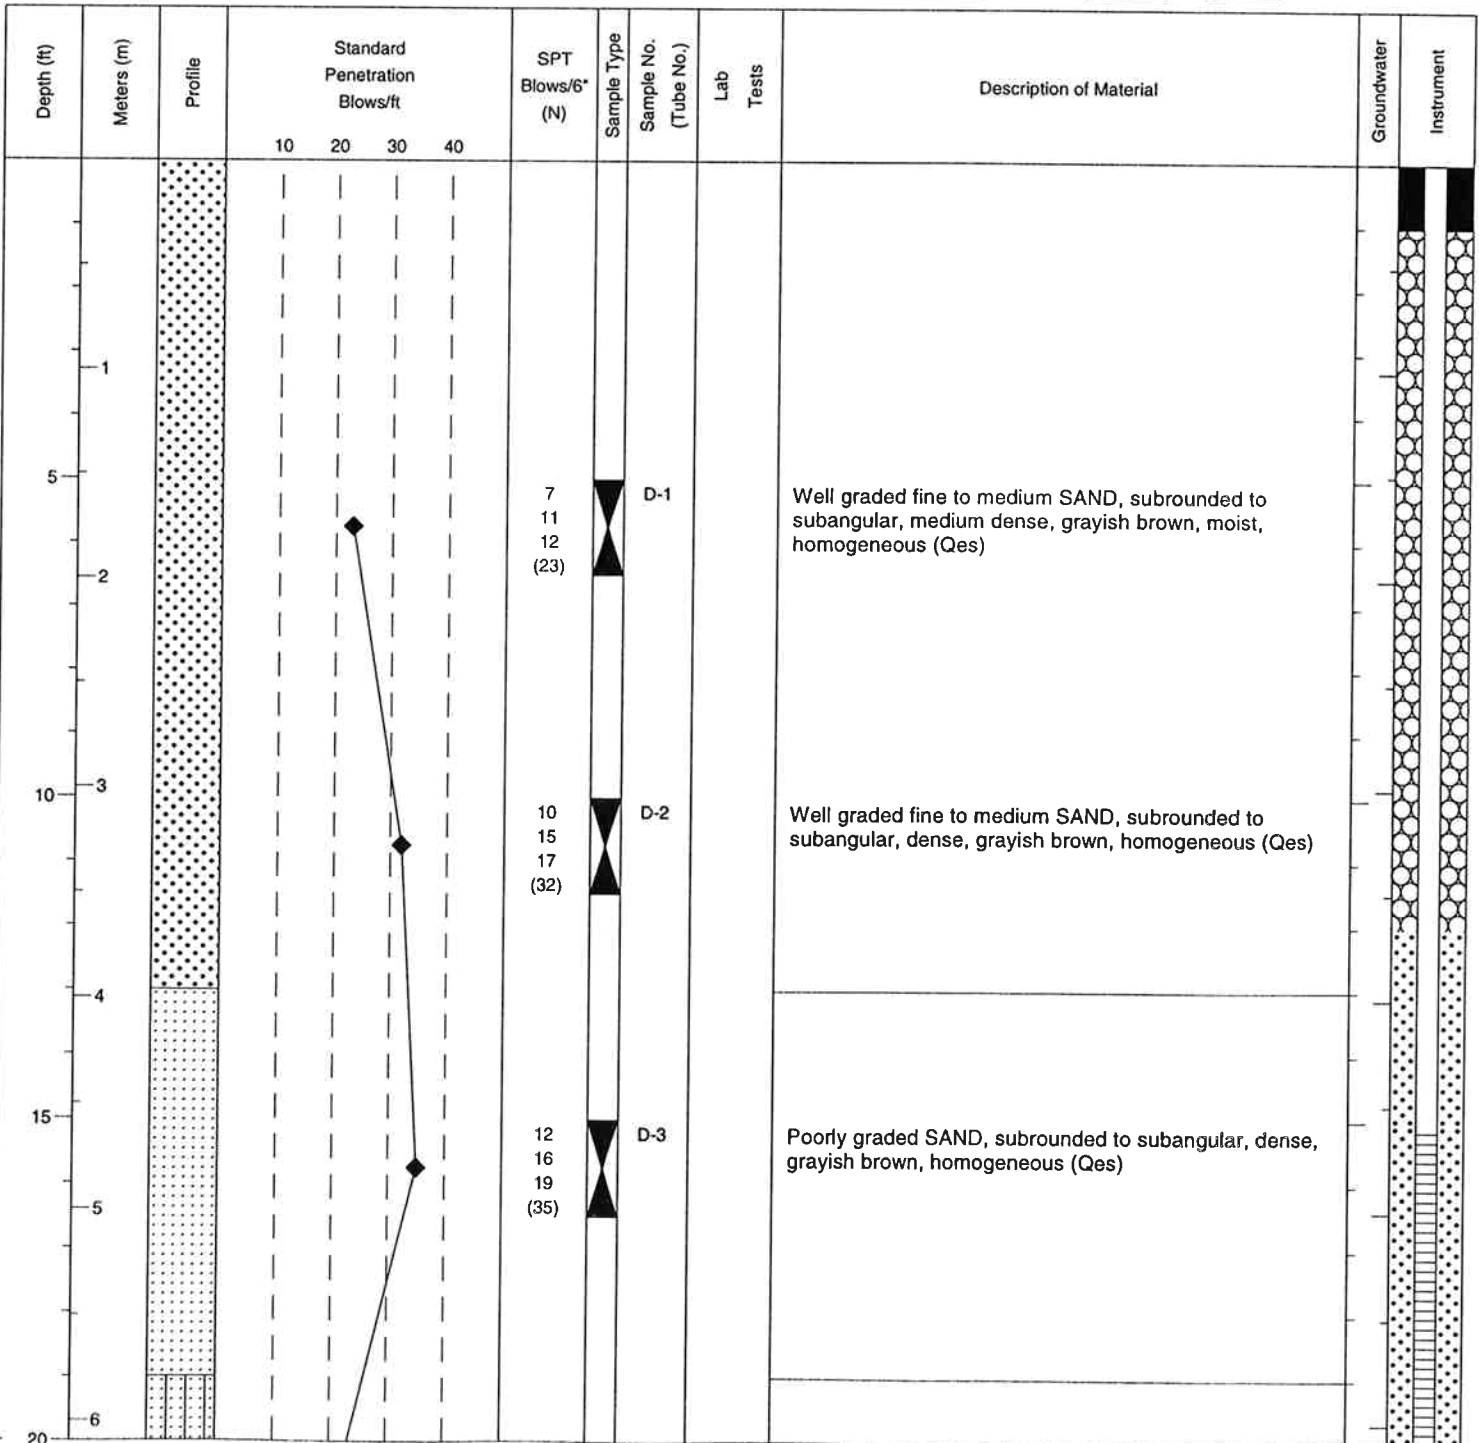 Depth (ft)
Meters (m)
Profile
Standard
Penetration
Blows/ft
10 20 30 40
SPT
Blows/6"
(N)
Sample Type
Sample No.
(Tube No.)
Lab
Tests
Description of Material
Groundwater
Instrument
1
5
7
11
12
(23)
D-1
Well graded fine to medium SAND, subrounded to
subangular, medium dense, grayish brown, moist,
homogeneous (Qes)
2
3
10
10
15
17
(32)
D-2
Well graded fine to medium SAND, subrounded to
subangular, dense, grayish brown, homogeneous (Qes)
4
15
12
16
19
(35)
D-3
Poorly graded SAND, subrounded to subangular, dense,
grayish brown, homogeneous (Qes)
5
6
20